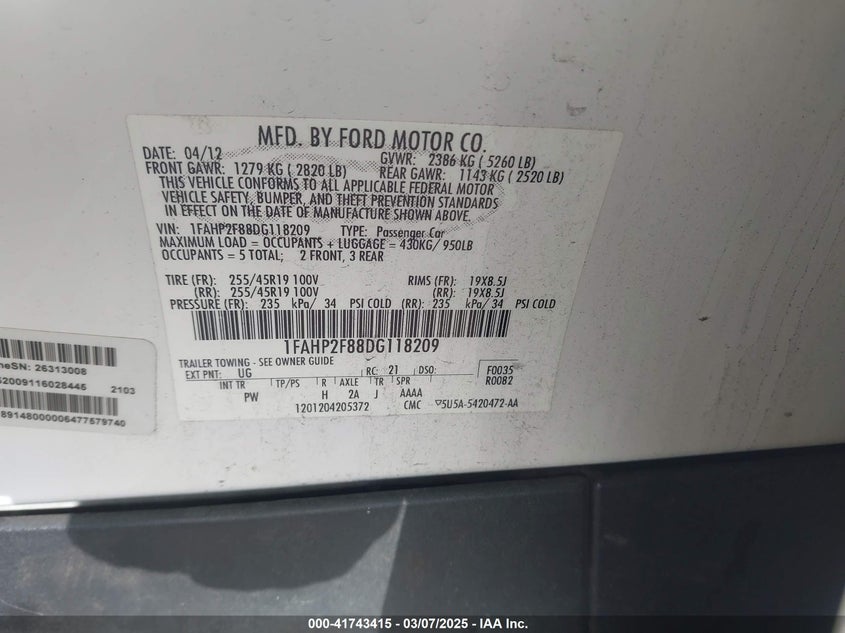 MFD. BY FORD MOTOR CO.
DATE: 04/12 GVWR: 2386 KG ( 5260 LB)
FRONT GAWR: 1279 KG ( 2820 LB) REAR GAWR: 1143 KG ( 2520 LB)
THIS VEHICLE CONFORMS TO ALL APPLICABLE FEDERAL MOTOR
VEHICLE SAFETY, BUMPER, AND THEFT PREVENTION STANDARDS
IN EFFECT ON THE DATE OF MANUFACTURE SHOWN ABOVE.
VIN: 1FAHP2F88DG118209 TYPE: Passenger Car
MAXIMUM LOAD = OCCUPANTS + LUGGAGE = 430KG/ 950LB
OCCUPANTS = 5 TOTAL; 2 FRONT, 3 REAR
TIRE (FR): 255/45R19 100V RIMS (FR): 19X8.5J
(RR): 255/45R19 100V (RR): 19X8.5J
PRESSURE (FR): 235 kPa/ 34 PSI COLD (RR): 235 kPa/ 34 PSI COLD
1FAHP2F88DG118209
TRAILER TOWING - SEE OWNER GUIDE
EXT PNT: UG RC: 21 DSO: F0035
R0082
INT TR TP/PS R AXLE TR SPR
PW H 2A J AAAA
1201204205372 CMC ▽5U5A-5420472-AA
neSN: 26313008
52009116028445 2103
89148000006477579740
000-41743415 - 03/07/2025 - IAA Inc.